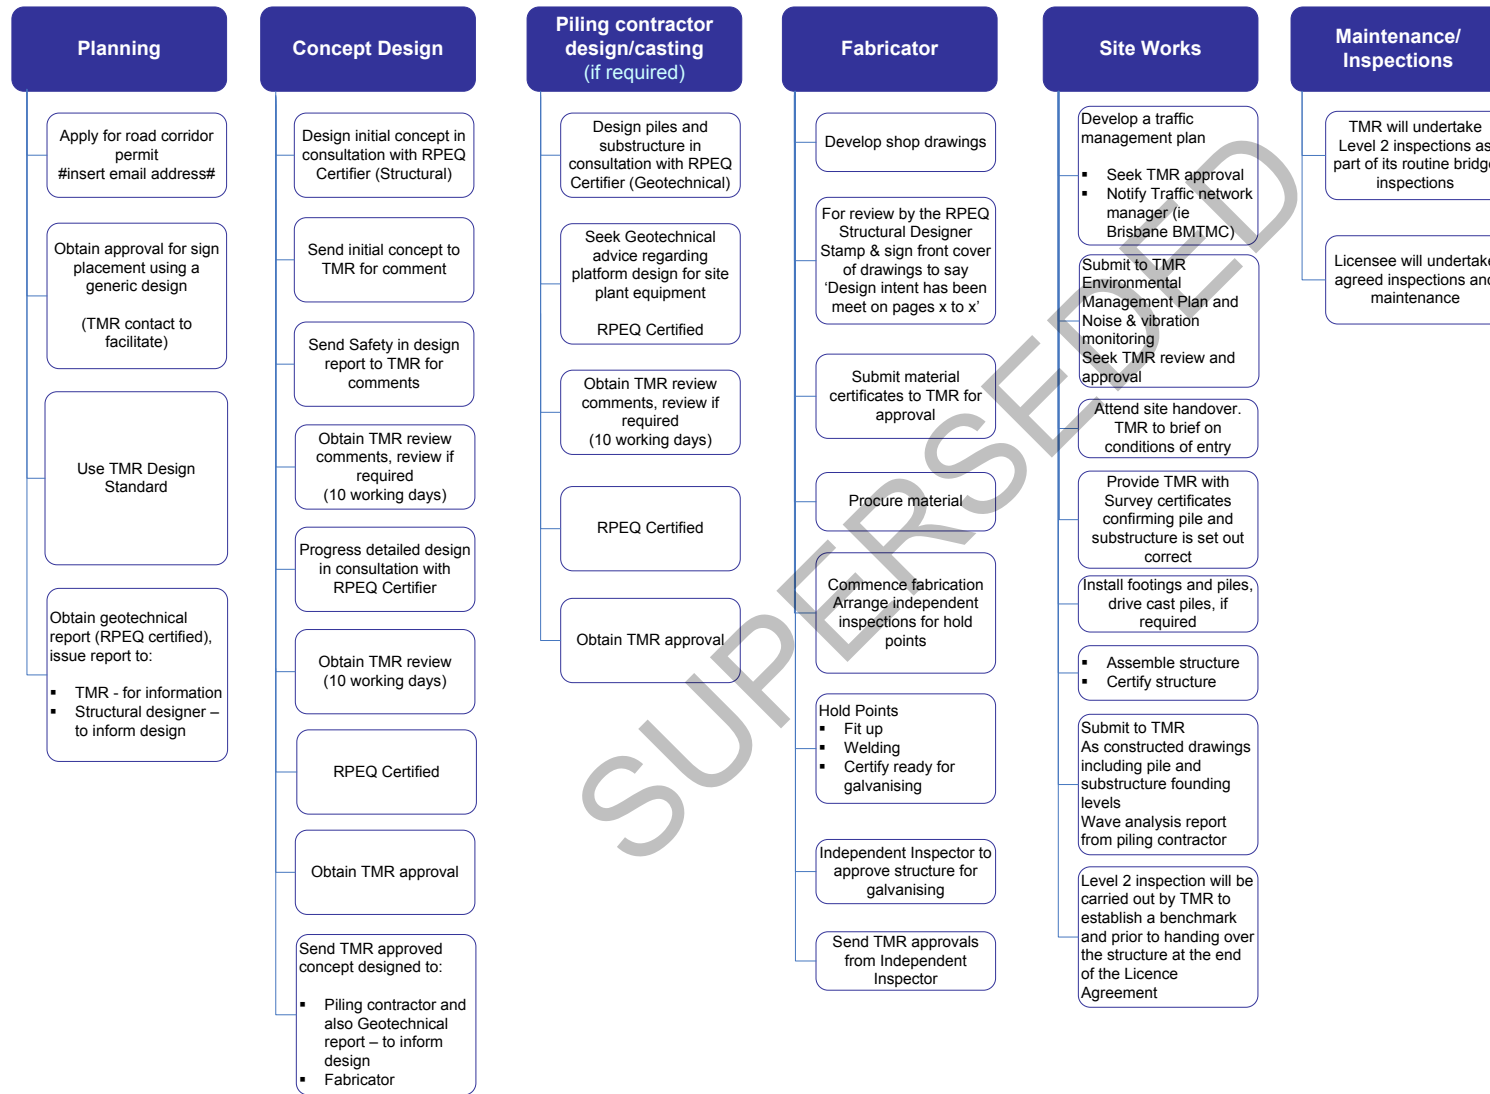 Planning
Apply for road corridor
permit
#insert email address#
Obtain approval for sign
placement using a
generic design
(TMR contact to
facilitate)
Use TMR Design
Standard
Obtain geotechnical
report (RPEQ certified),
issue report to:
▪ TMR - for information
▪ Structural designer –
to inform design
Concept Design
Design initial concept in
consultation with RPEQ
Certifier (Structural)
Send initial concept to
TMR for comment
Send Safety in design
report to TMR for
comments
Obtain TMR review
comments, review if
required
(10 working days)
Progress detailed design
in consultation with
RPEQ Certifier
Obtain TMR review
(10 working days)
RPEQ Certified
Obtain TMR approval
Send TMR approved
concept designed to:
▪ Piling contractor and
also Geotechnical
report – to inform
design
▪ Fabricator
Piling contractor
design/casting
(if required)
Design piles and
substructure in
consultation with RPEQ
Certifier (Geotechnical)
Seek Geotechnical
advice regarding
platform design for site
plant equipment
RPEQ Certified
Obtain TMR review
comments, review if
required
(10 working days)
RPEQ Certified
Obtain TMR approval
Fabricator
Develop shop drawings
For review by the RPEQ
Structural Designer
Stamp & sign front cover
of drawings to say
‘Design intent has been
meet on pages x to x’
Submit material
certificates to TMR for
approval
Procure material
Commence fabrication
Arrange independent
inspections for hold
points
Hold Points
▪ Fit up
▪ Welding
▪ Certify ready for
galvanising
Independent Inspector to
approve structure for
galvanising
Send TMR approvals
from Independent
Inspector
Site Works
Develop a traffic
management plan
▪ Seek TMR approval
▪ Notify Traffic network
manager (ie
Brisbane BMTMC)
Submit to TMR
Environmental
Management Plan and
Noise & vibration
monitoring
Seek TMR review and
approval
Attend site handover.
TMR to brief on
conditions of entry
Provide TMR with
Survey certificates
confirming pile and
substructure is set out
correct
Install footings and piles,
drive cast piles, if
required
▪ Assemble structure
▪ Certify structure
Submit to TMR
As constructed drawings
including pile and
substructure founding
levels
Wave analysis report
from piling contractor
Level 2 inspection will be
carried out by TMR to
establish a benchmark
and prior to handing over
the structure at the end
of the Licence
Agreement
Maintenance/
Inspections
TMR will undertake
Level 2 inspections as
part of its routine bridge
inspections
Licensee will undertake
agreed inspections and
maintenance
SUPERSEDED